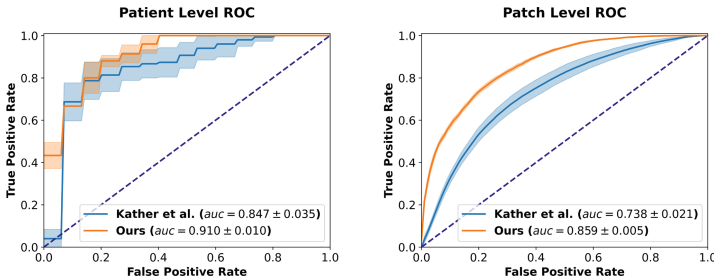 Patient Level ROC
True Positive Rate
1.0
0.8
0.6
0.4
0.2
0.0
Kather et al. (auc = 0.847 ± 0.035)
Ours (auc = 0.910 ± 0.010)
0.0 0.2 0.4 0.6 0.8 1.0
False Positive Rate
Patch Level ROC
True Positive Rate
1.0
0.8
0.6
0.4
0.2
0.0
Kather et al. (auc = 0.738 ± 0.021)
Ours (auc = 0.859 ± 0.005)
0.0 0.2 0.4 0.6 0.8 1.0
False Positive Rate